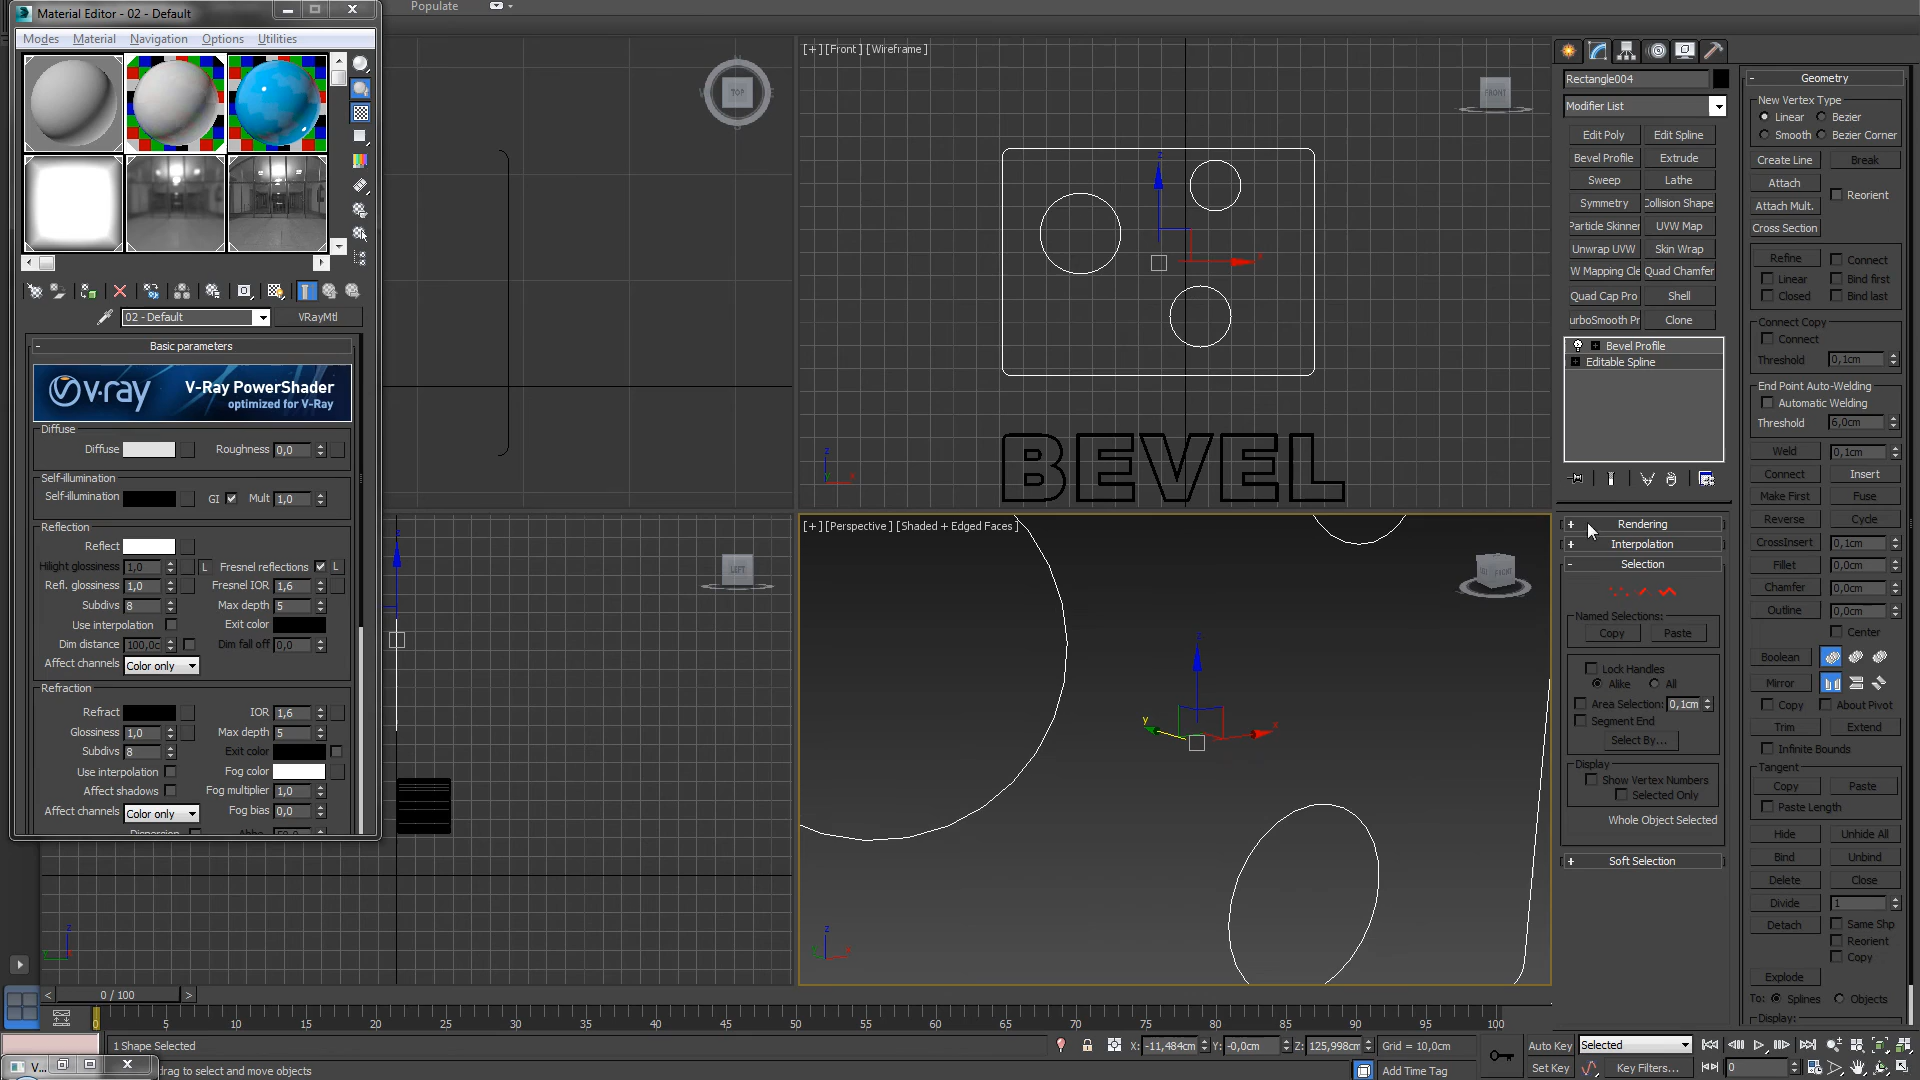 Material Editor - 02 - Default
Modes Material Navigation Options Utilities
02 - Default VRayMtl
Basic parameters
v·ray V-Ray PowerShader
optimized for V-Ray
Diffuse
Diffuse Roughness 0,0
Self-illumination
Self-illumination GI Mult 1,0
Reflection
Reflect
Hilight glossiness 1,0 L Fresnel reflections L
Refl. glossiness 1,0 Fresnel IOR 1,6
Subdivs 8 Max depth 5
Use interpolation Exit color
Dim distance 100,0c Dim fall off 0,0
Affect channels Color only
Refraction
Refract IOR 1,6
Glossiness 1,0 Max depth 5
Subdivs 8 Exit color
Use interpolation Fog color
Affect shadows Fog multiplier 1,0
Affect channels Color only Fog bias 0,0
Populate
TOP
[+] [Front] [Wireframe]
FRONT
BEVEL
LEFT
[+] [Perspective] [Shaded + Edged Faces]
FRONT
z
x
y
Rectangle004
Modifier List
Edit Poly Edit Spline
Bevel Profile Extrude
Sweep Lathe
Symmetry Collision Shape
Particle Skinner UVW Map
Unwrap UVW Skin Wrap
W Mapping Cle Quad Chamfer
Quad Cap Pro Shell
urboSmooth Pr Clone
Bevel Profile
Editable Spline
+ Rendering
+ Interpolation
- Selection
Named Selections:
Copy Paste
Lock Handles
Alike All
Area Selection: 0,1cm
Segment End
Select By...
Display
Show Vertex Numbers
Selected Only
Whole Object Selected
+ Soft Selection
- Geometry
New Vertex Type
Linear Bezier
Smooth Bezier Corner
Create Line Break
Attach Reorient
Attach Mult.
Cross Section
Refine Connect
Linear Bind first
Closed Bind last
Connect Copy
Connect
Threshold 0,1cm
End Point Auto-Welding
Automatic Welding
Threshold 6,0cm
Weld 0,1cm
Connect Insert
Make First Fuse
Reverse Cycle
CrossInsert 0,1cm
Fillet 0,0cm
Chamfer 0,0cm
Outline 0,0cm
Center
Boolean
Mirror
Copy About Pivot
Trim Extend
Infinite Bounds
Tangent
Copy Paste
Paste Length
Hide Unhide All
Bind Unbind
Delete Close
Divide 1
Detach Same Shp
Reorient
Copy
Explode
To: Splines Objects
Display:
< 0 / 100 >
0 5 10 15 20 25 30 35 40 45 50 55 60 65 70 75 80 85 90 95 100
1 Shape Selected X: -11,484cm Y: -0,0cm Z: 125,998cm Grid = 10,0cm Auto Key Selected
V... drag to select and move objects Add Time Tag Set Key Key Filters... 0